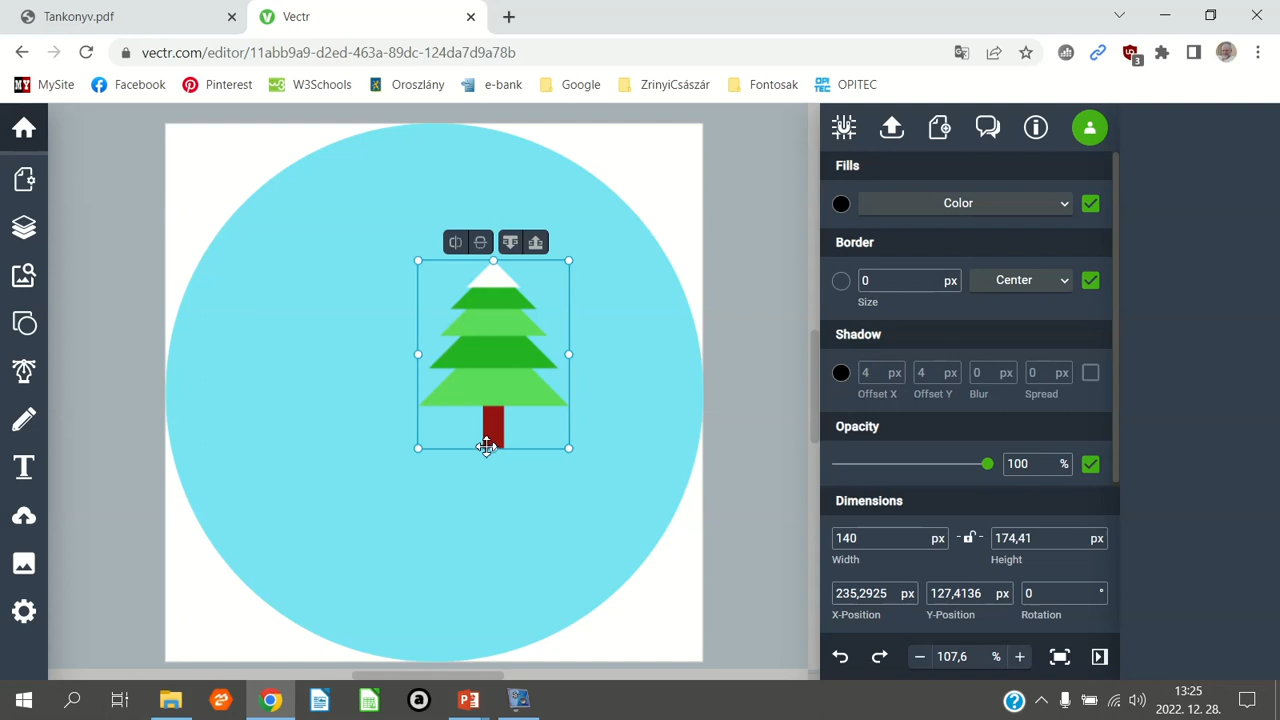 Tankonyv.pdf
Vectr
vectr.com/editor/11abb9a9-d2ed-463a-89dc-124da7d9a78b
3
MySite
Facebook
Pinterest
W3Schools
Oroszlány
e-bank
Google
ZrinyiCsászár
Fontosak
OPITEC
Fills
Color
Border
0 px
Center
Size
Shadow
4 px
4 px
0 px
0 px
Offset X
Offset Y
Blur
Spread
Opacity
100 %
Dimensions
140 px
174,41 px
Width
Height
235,2925 px
127,4136 px
0 °
X-Position
Y-Position
Rotation
107,6 %
13:25
2022. 12. 28.